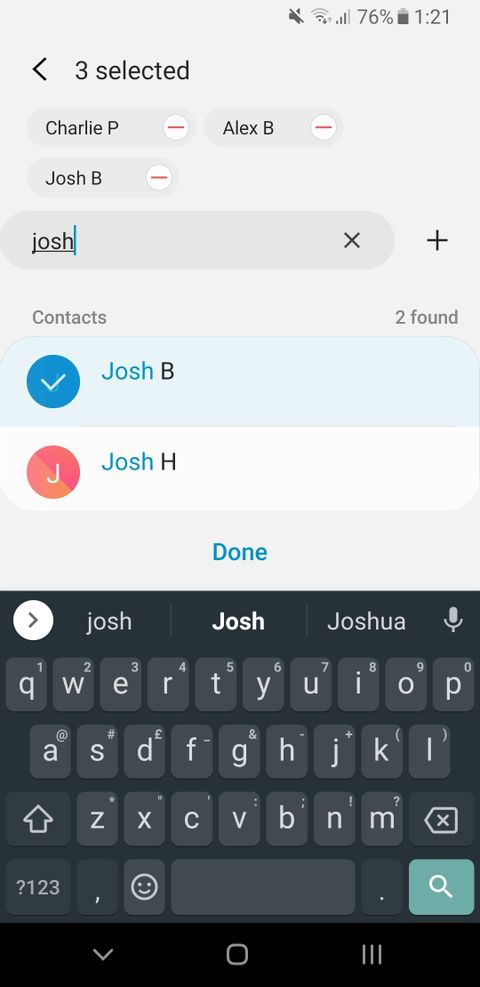 76% 1:21
3 selected
Charlie P Alex B
Josh B
josh
Contacts 2 found
Josh B
J Josh H
Done
josh Josh Joshua
1 2 3 4 5 6 7 8 9 0
q w e r t y u i o p
@ # £ _ & - + ( )
a s d f g h j k l
* " ' : ; ! ?
z x c v b n m
?123 , .